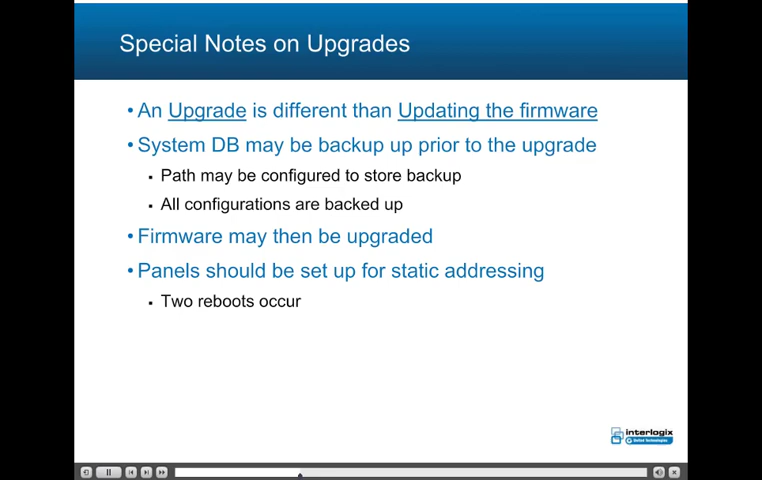 Special Notes on Upgrades
• An Upgrade is different than Updating the firmware
• System DB may be backup up prior to the upgrade
▪ Path may be configured to store backup
▪ All configurations are backed up
• Firmware may then be upgraded
• Panels should be set up for static addressing
▪ Two reboots occur
interlogix
United Technologies